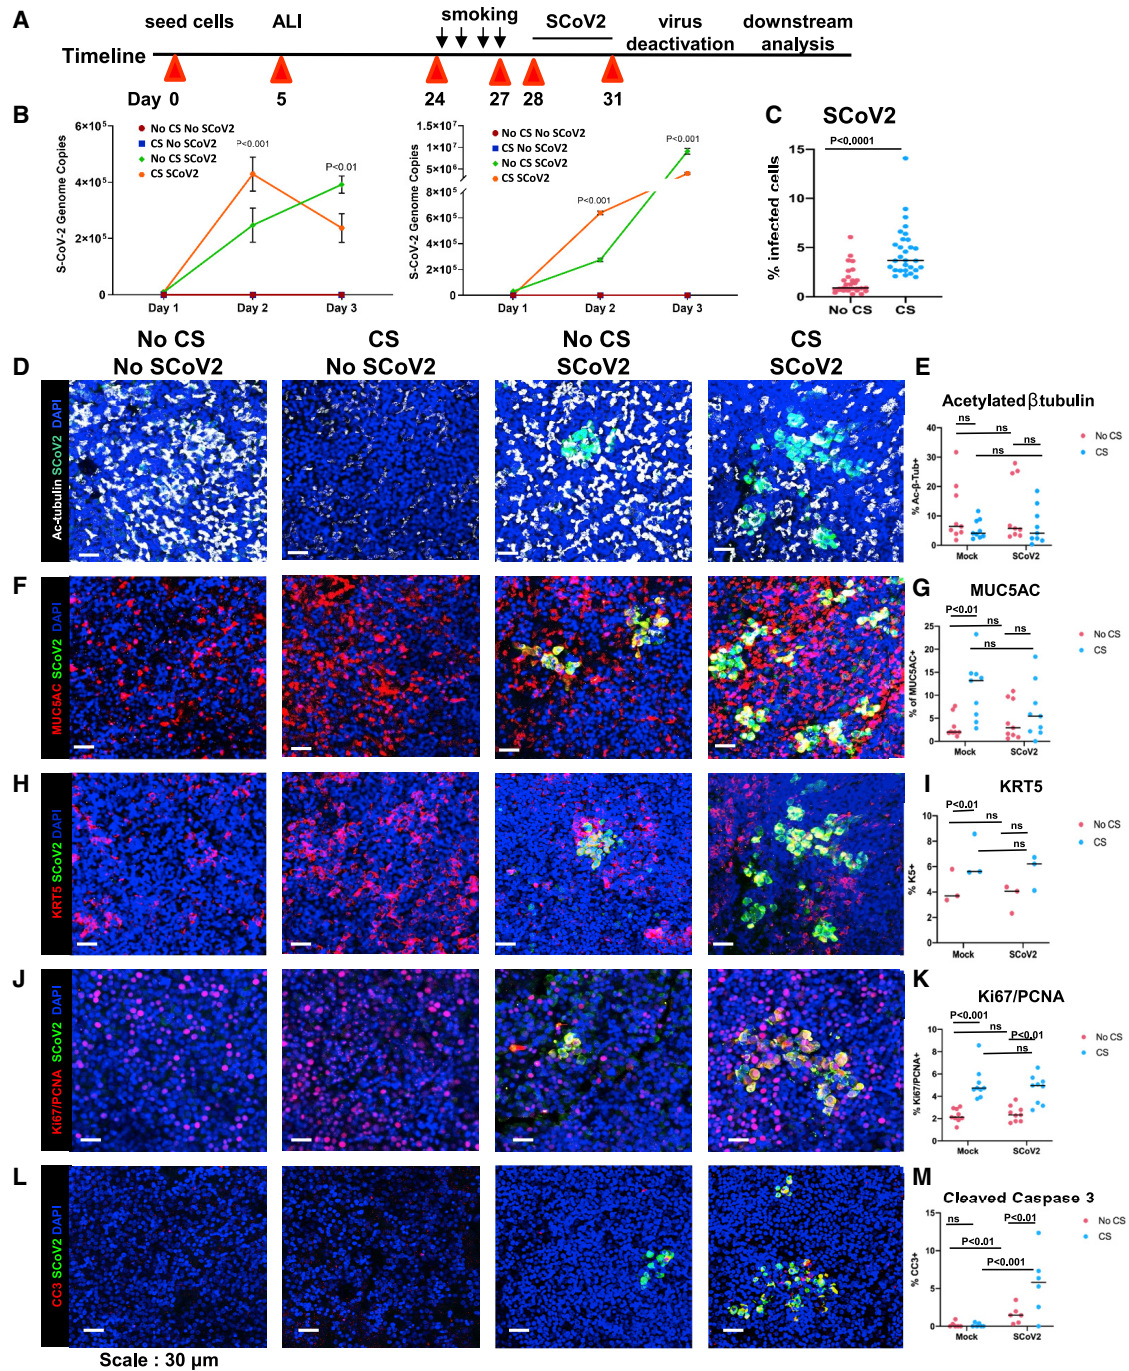 A
seed cells ALI smoking SCoV2 virus deactivation downstream analysis
Timeline
Day 0 5 24 27 28 31
B
S-CoV-2 Genome Copies
6×10⁵
4×10⁵
2×10⁵
0
No CS No SCoV2
CS No SCoV2
No CS SCoV2
CS SCoV2
P<0.001
P<0.01
Day 1 Day 2 Day 3
S-CoV-2 Genome Copies
1.5×10⁷
1×10⁷
5×10⁶
1×10⁶
8×10⁵
6×10⁵
4×10⁵
2×10⁵
0
No CS No SCoV2
CS No SCoV2
No CS SCoV2
CS SCoV2
P<0.001
P<0.001
Day 1 Day 2 Day 3
C SCoV2
P<0.0001
% infected cells
15
10
5
0
No CS CS
No CS No SCoV2
CS No SCoV2
No CS SCoV2
CS SCoV2
D
Ac-tubulin SCoV2 DAPI
E
Acetylated β tubulin
ns
ns
ns
ns
No CS
CS
% Ac-β-Tub+
40
30
20
10
0
Mock SCoV2
F
MUC5AC SCoV2 DAPI
G
MUC5AC
P<0.01
ns
ns
ns
No CS
CS
% of MUC5AC+
25
20
15
10
5
0
Mock SCoV2
H
KRT5 SCoV2 DAPI
I KRT5
P<0.01
ns
ns
ns
No CS
CS
% K5+
10
8
6
4
2
0
Mock SCoV2
J
Ki67/PCNA SCoV2 DAPI
K
Ki67/PCNA
P<0.001
ns
P<0.01
ns
No CS
CS
% Ki67/PCNA+
10
8
6
4
2
0
Mock SCoV2
L
CC3 SCoV2 DAPI
M
Cleaved Caspase 3
ns
P<0.01
P<0.01
P<0.001
No CS
CS
% CC3+
15
10
5
0
Mock SCoV2
Scale : 30 µm